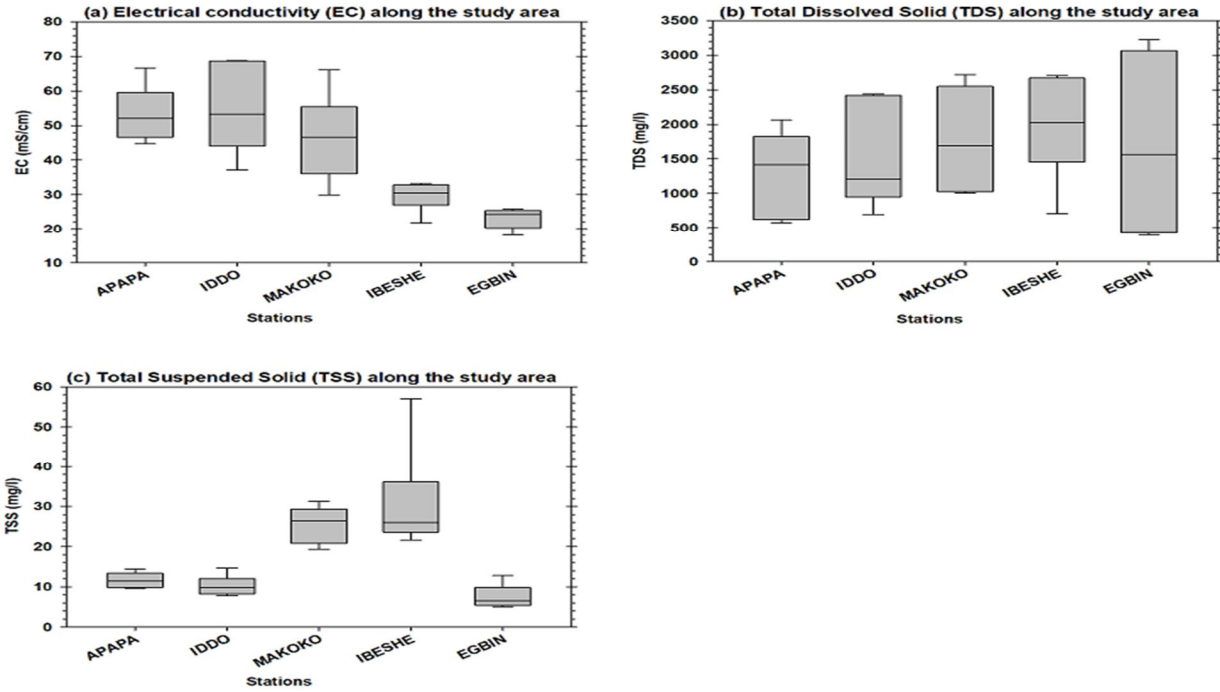 (a) Electrical conductivity (EC) along the study area
80
70
60
50
40
30
20
10
EC (mS/cm)
APAPA
IDDO
MAKOKO
IBESHE
EGBIN
Stations
(b) Total Dissolved Solid (TDS) along the study area
3500
3000
2500
2000
1500
1000
500
0
TDS (mg/l)
APAPA
IDDO
MAKOKO
IBESHE
EGBIN
Stations
(c) Total Suspended Solid (TSS) along the study area
60
50
40
30
20
10
0
TSS (mg/l)
APAPA
IDDO
MAKOKO
IBESHE
EGBIN
Stations